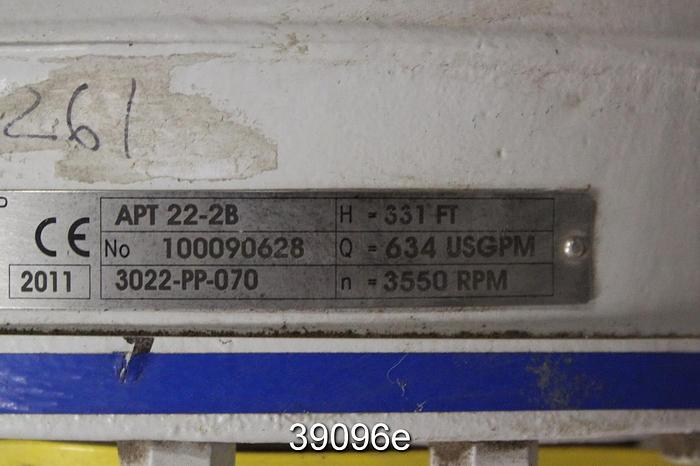 261
P
CE
2011
APT 22-2B
No 100090628
3022-PP-070
H = 331 FT
Q = 634 USGPM
n = 3550 RPM
39096e